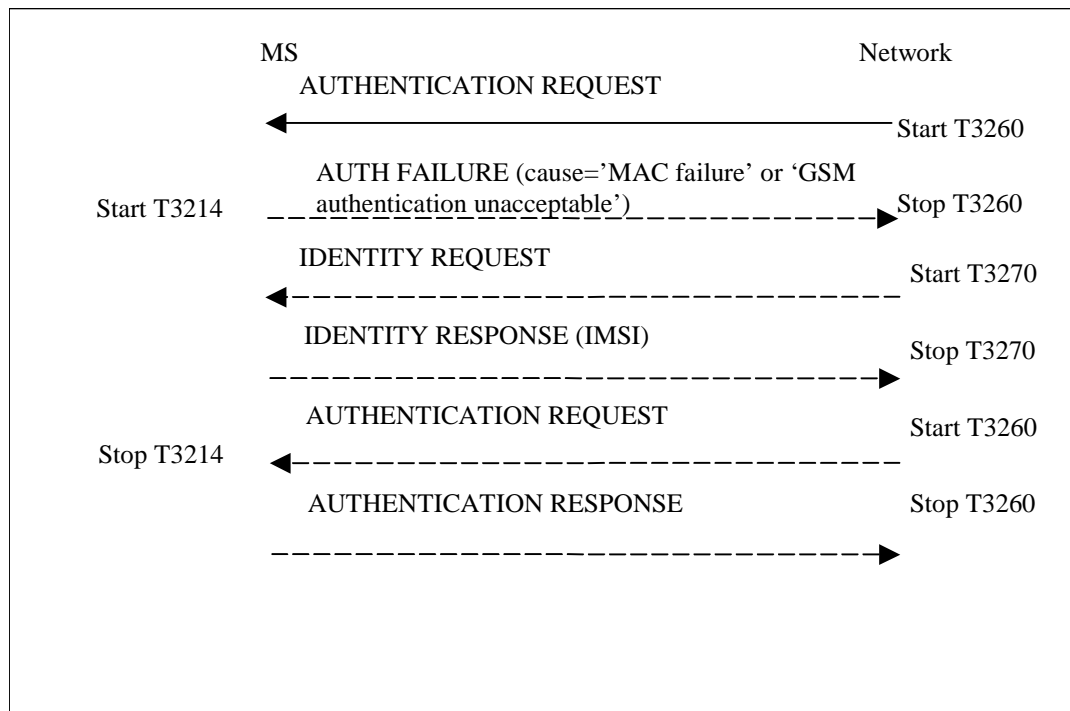 MS Network
AUTHENTICATION REQUEST
Start T3260
AUTH FAILURE (cause=’MAC failure’ or ‘GSM
authentication unacceptable’)
Start T3214
Stop T3260
IDENTITY REQUEST
Start T3270
IDENTITY RESPONSE (IMSI)
Stop T3270
AUTHENTICATION REQUEST
Start T3260
Stop T3214
AUTHENTICATION RESPONSE
Stop T3260